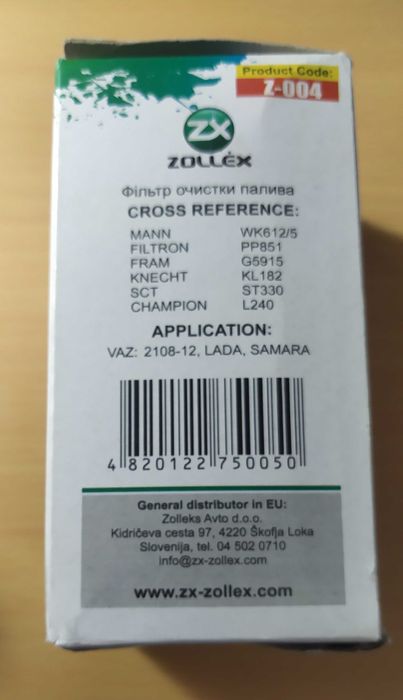 Product Code:
Z-004
ZX
ZOLLÉX
Фільтр очистки палива
CROSS REFERENCE:
MANN WK612/5
FILTRON PP851
FRAM G5915
KNECHT KL182
SCT ST330
CHAMPION L240
APPLICATION:
VAZ: 2108-12, LADA, SAMARA
4 820122 750050
General distributor in EU:
Zolleks Avto d.o.o.
Kidričeva cesta 97, 4220 Škofja Loka
Slovenija, tel. 04 502 0710
info@zx-zollex.com
www.zx-zollex.com